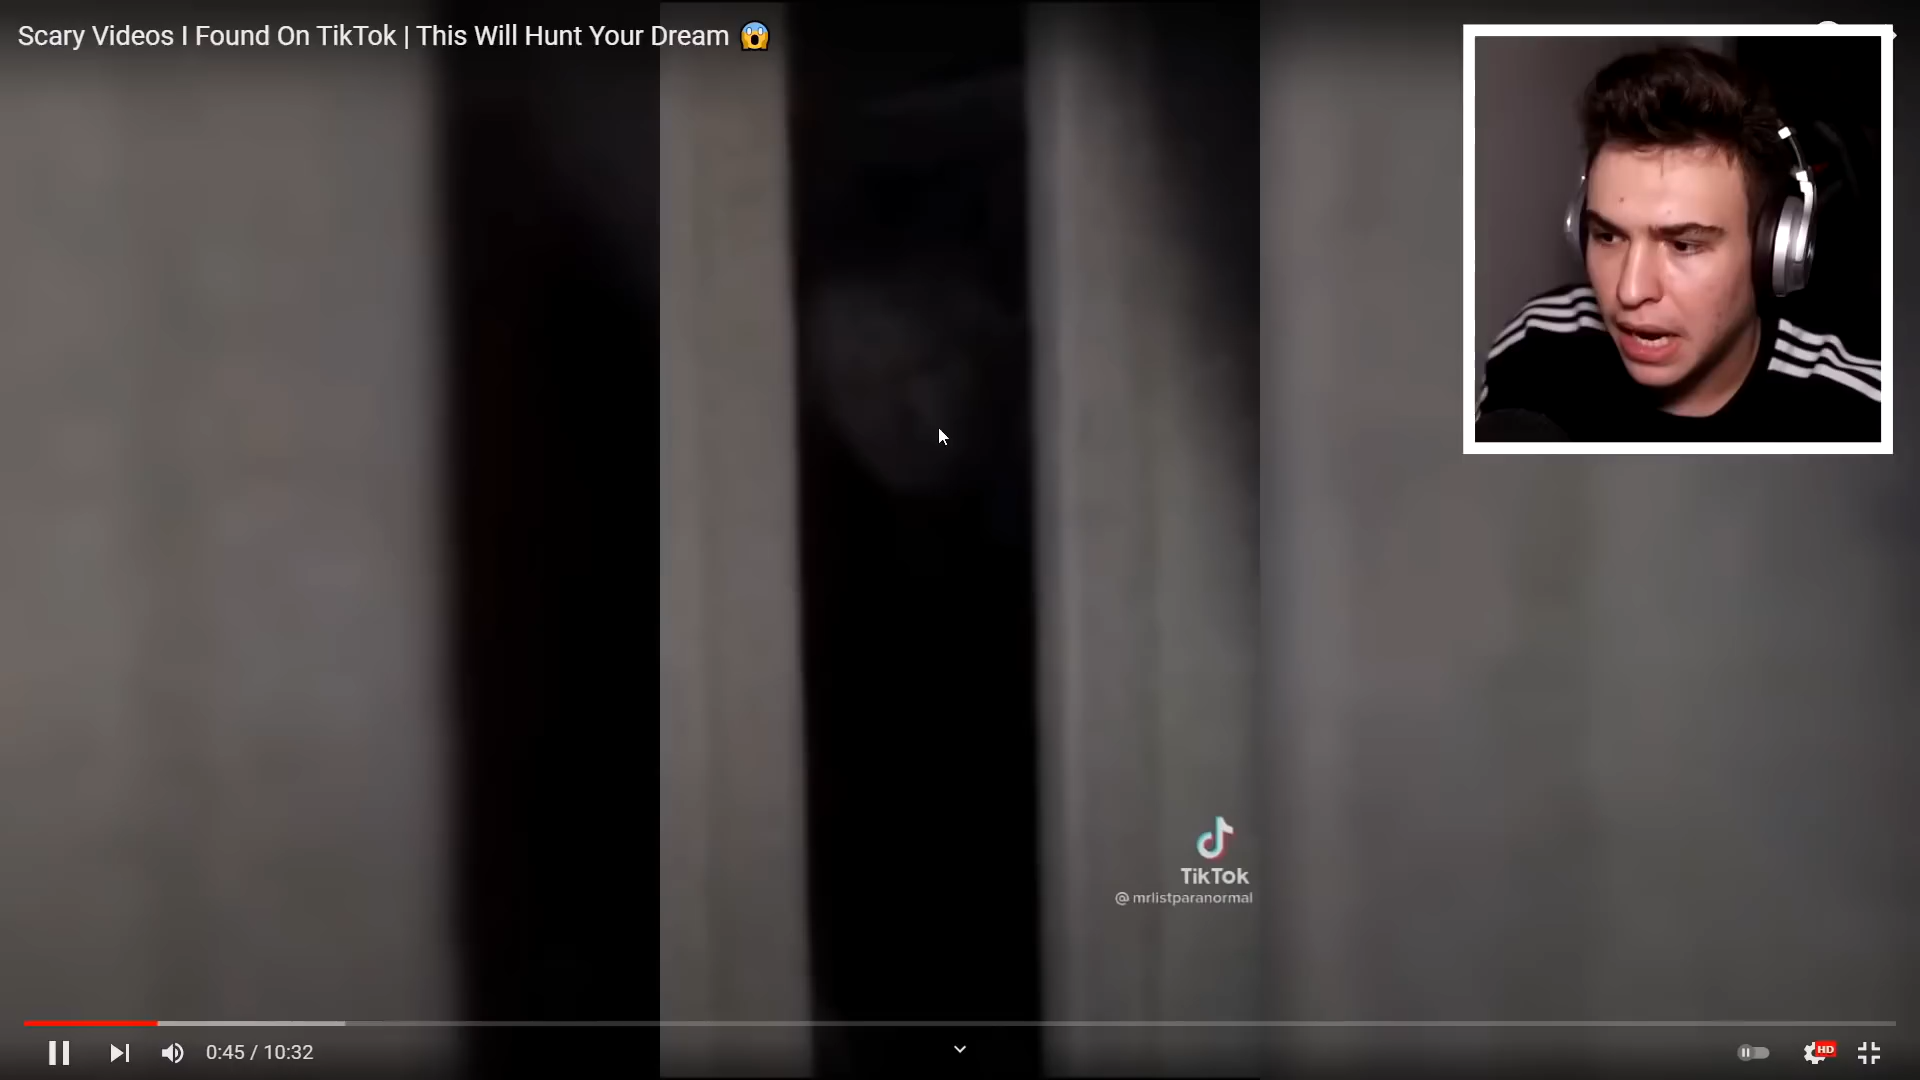 Scary Videos I Found On TikTok | This Will Hunt Your Dream 😱
TikTok
@ mrlistparanormal
0:45 / 10:32
HD